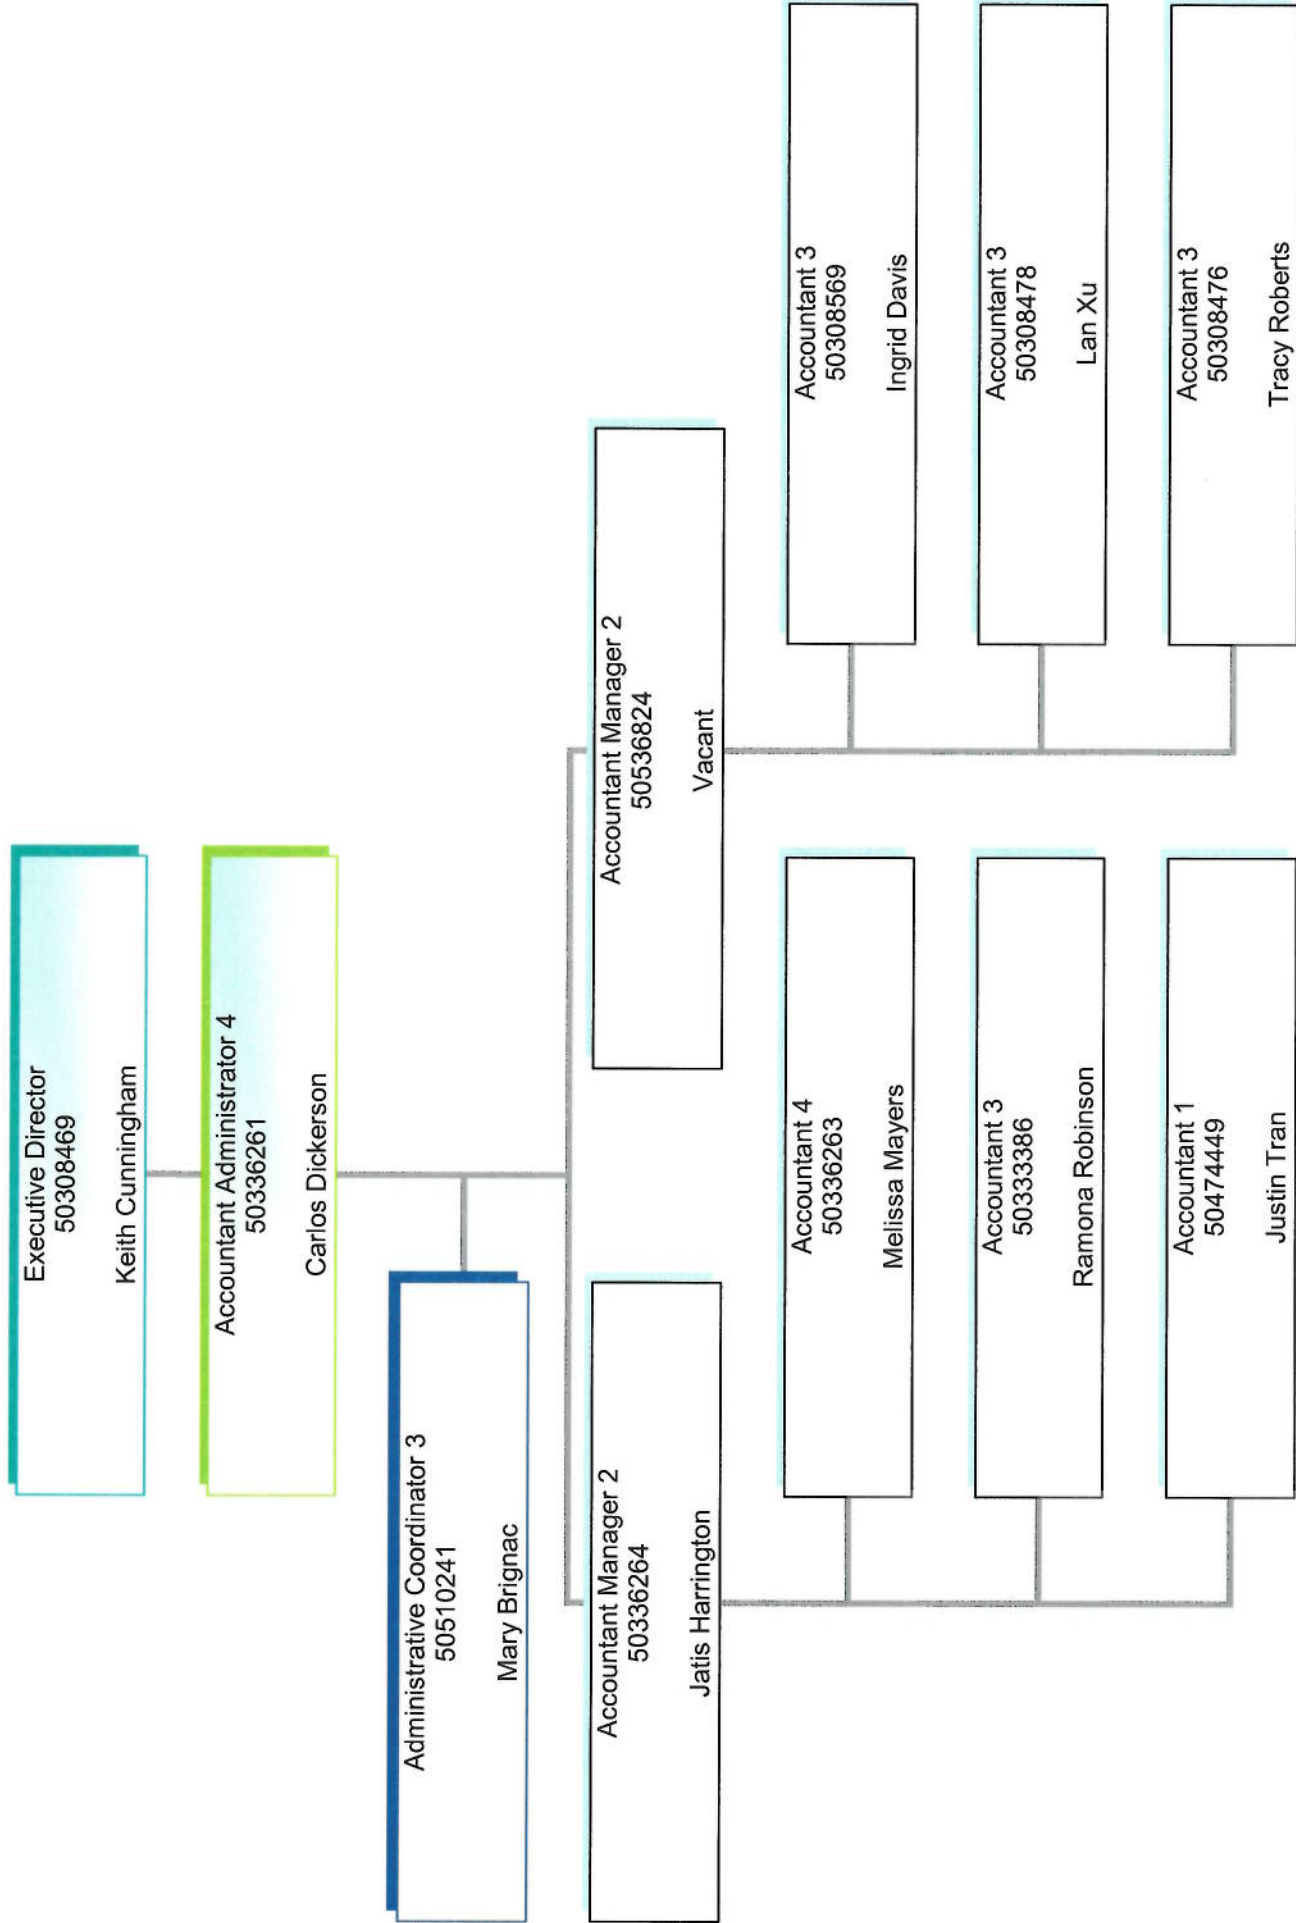 Executive Director
50308469
Keith Cunningham
Accountant Administrator 4
50336261
Carlos Dickerson
Administrative Coordinator 3
50510241
Mary Brignac
Accountant Manager 2
50336264
Jatis Harrington
Accountant Manager 2
50536824
Vacant
Accountant 4
50336263
Melissa Mayers
Accountant 3
50333386
Ramona Robinson
Accountant 1
50474449
Justin Tran
Accountant 3
50308569
Ingrid Davis
Accountant 3
50308478
Lan Xu
Accountant 3
50308476
Tracy Roberts